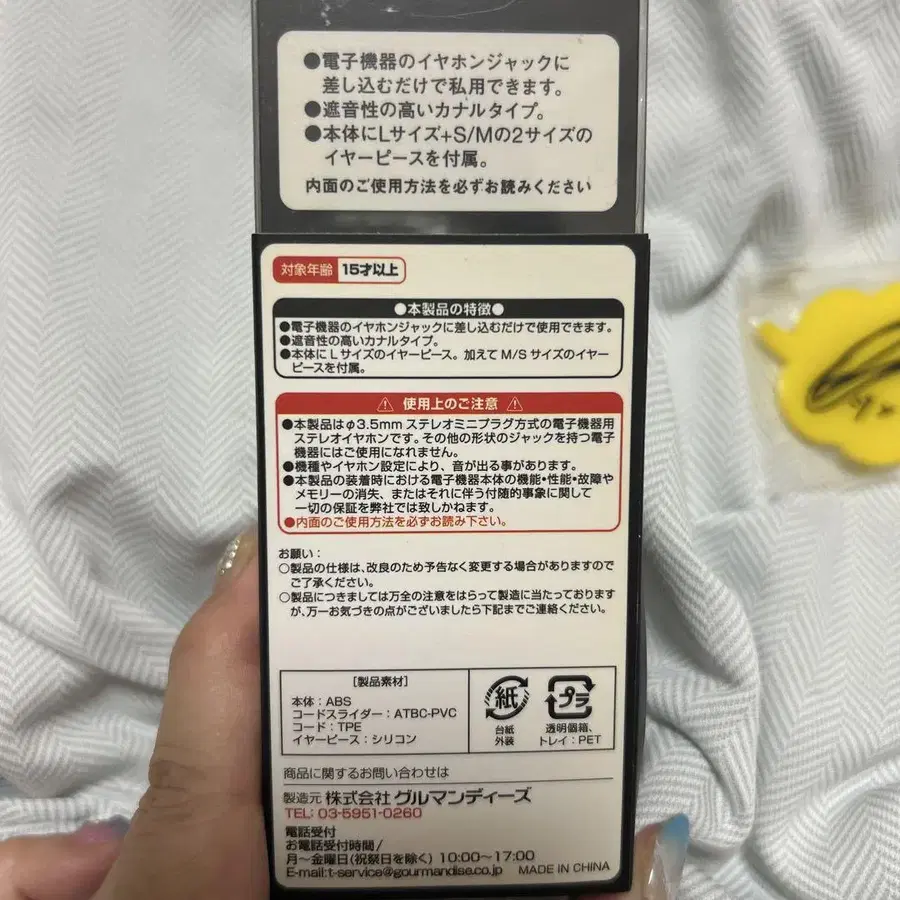 ●電子機器のイヤホンジャックに
差し込むだけで私用できます。
●遮音性の高いカナルタイプ。
●本体にLサイズ+S/Mの2サイズの
イヤーピースを付属。
内面のご使用方法を必ずお読みください
対象年齢 15才以上
●本製品の特徴●
●電子機器のイヤホンジャックに差し込むだけで使用できます。
●遮音性の高いカナルタイプ。
●本体にLサイズのイヤーピース。加えてM/Sサイズのイヤー
ピースを付属。
使用上のご注意
●本製品はφ3.5mmステレオミニプラグ方式の電子機器用
ステレオイヤホンです。その他の形状のジャックを持つ電子
機器にはご使用になれません。
●機種やイヤホン設定により、音が出る事があります。
●本製品の装着時における電子機器本体の機能・性能・故障や
メモリーの消失、またはそれに伴う付随的事象に関して
一切の保証を弊社では致しかねます。
●内面のご使用方法を必ずお読み下さい。
お願い：
○製品の仕様は、改良のため予告なく変更する場合がありますので
ご了承ください。
○製品につきましては万全の注意をはらって製造に当たっております
が、万一お気づきの点がございましたら下記までご連絡ください。
[製品素材]
本体：ABS
コードスライダー：ATBC-PVC
コード：TPE
イヤーピース：シリコン
紙
台紙
外装
プラ
透明個箱、
トレイ：PET
商品に関するお問い合わせは
製造元 株式会社グルマンディーズ
TEL: 03-5951-0260
電話受付
お電話受付時間/
月〜金曜日(祝祭日を除く) 10:00〜17:00
E-mail:t-service@gourmandise.co.jp MADE IN CHINA